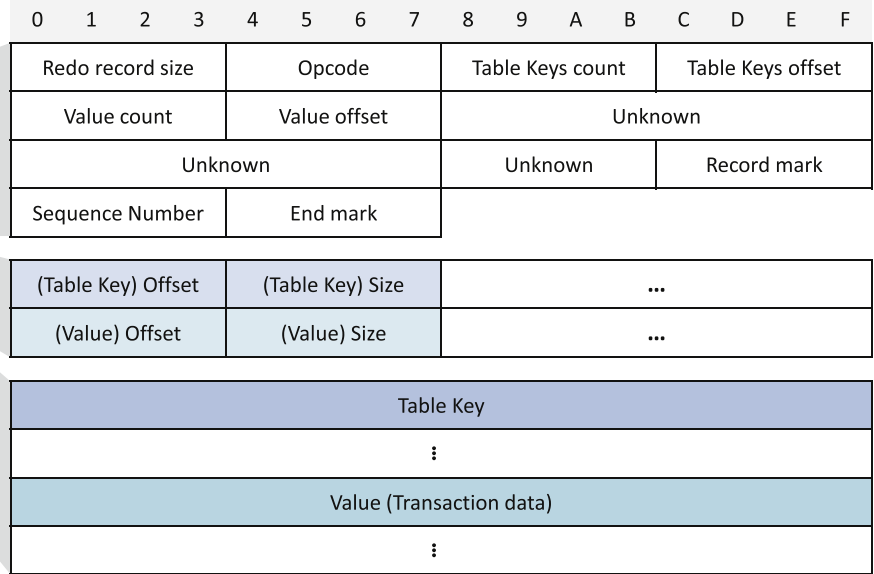 0 1 2 3 4 5 6 7 8 9 A B C D E F
Redo record size Opcode Table Keys count Table Keys offset
Value count Value offset Unknown
Unknown Unknown Record mark
Sequence Number End mark
(Table Key) Offset (Table Key) Size ...
(Value) Offset (Value) Size ...
Table Key
⋮
Value (Transaction data)
⋮